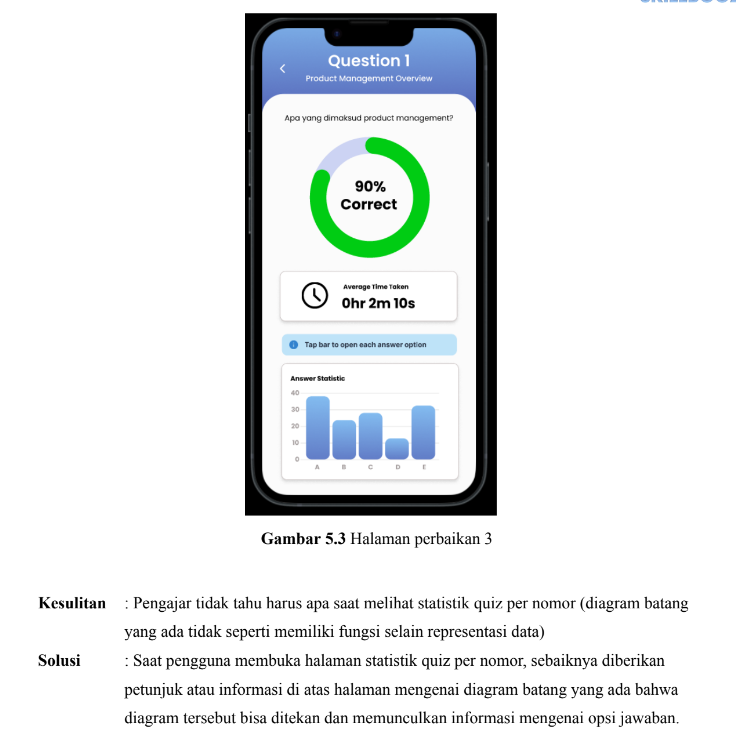 Question 1
Product Management Overview
Apa yang dimaksud product management?
90%
Correct
Average Time Taken
0hr 2m 10s
Tap bar to open each answer option
Answer Statistic
40
30
20
10
0
A B C D E
Gambar 5.3 Halaman perbaikan 3
Kesulitan : Pengajar tidak tahu harus apa saat melihat statistik quiz per nomor (diagram batang
yang ada tidak seperti memiliki fungsi selain representasi data)
Solusi : Saat pengguna membuka halaman statistik quiz per nomor, sebaiknya diberikan
petunjuk atau informasi di atas halaman mengenai diagram batang yang ada bahwa
diagram tersebut bisa ditekan dan memunculkan informasi mengenai opsi jawaban.